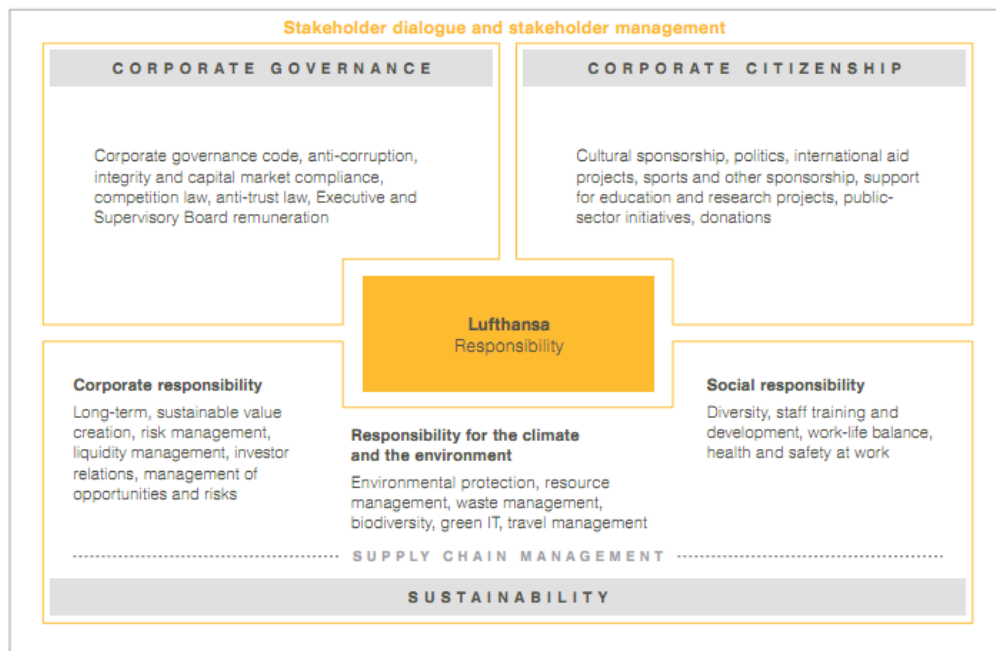 Stakeholder dialogue and stakeholder management
CORPORATE GOVERNANCE
Corporate governance code, anti-corruption,
integrity and capital market compliance,
competition law, anti-trust law, Executive and
Supervisory Board remuneration
CORPORATE CITIZENSHIP
Cultural sponsorship, politics, international aid
projects, sports and other sponsorship, support
for education and research projects, public-
sector initiatives, donations
Lufthansa
Responsibility
Corporate responsibility
Long-term, sustainable value
creation, risk management,
liquidity management, investor
relations, management of
opportunities and risks
Responsibility for the climate
and the environment
Environmental protection, resource
management, waste management,
biodiversity, green IT, travel management
Social responsibility
Diversity, staff training and
development, work-life balance,
health and safety at work
SUPPLY CHAIN MANAGEMENT
SUSTAINABILITY